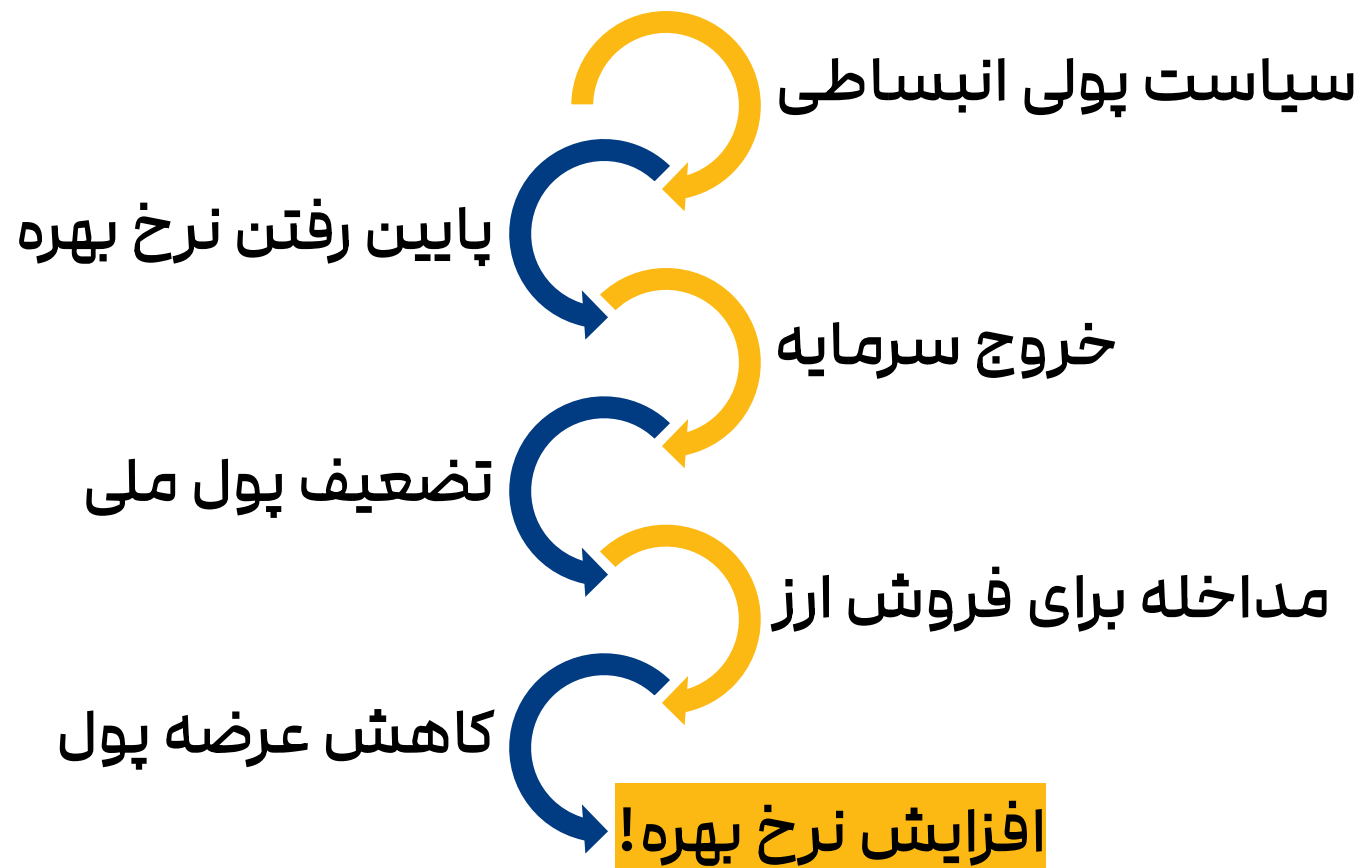 سیاست پولی انبساطی
پایین رفتن نرخ بهره
خروج سرمایه
تضعیف پول ملی
مداخله برای فروش ارز
کاهش عرضه پول
افزایش نرخ بهره!